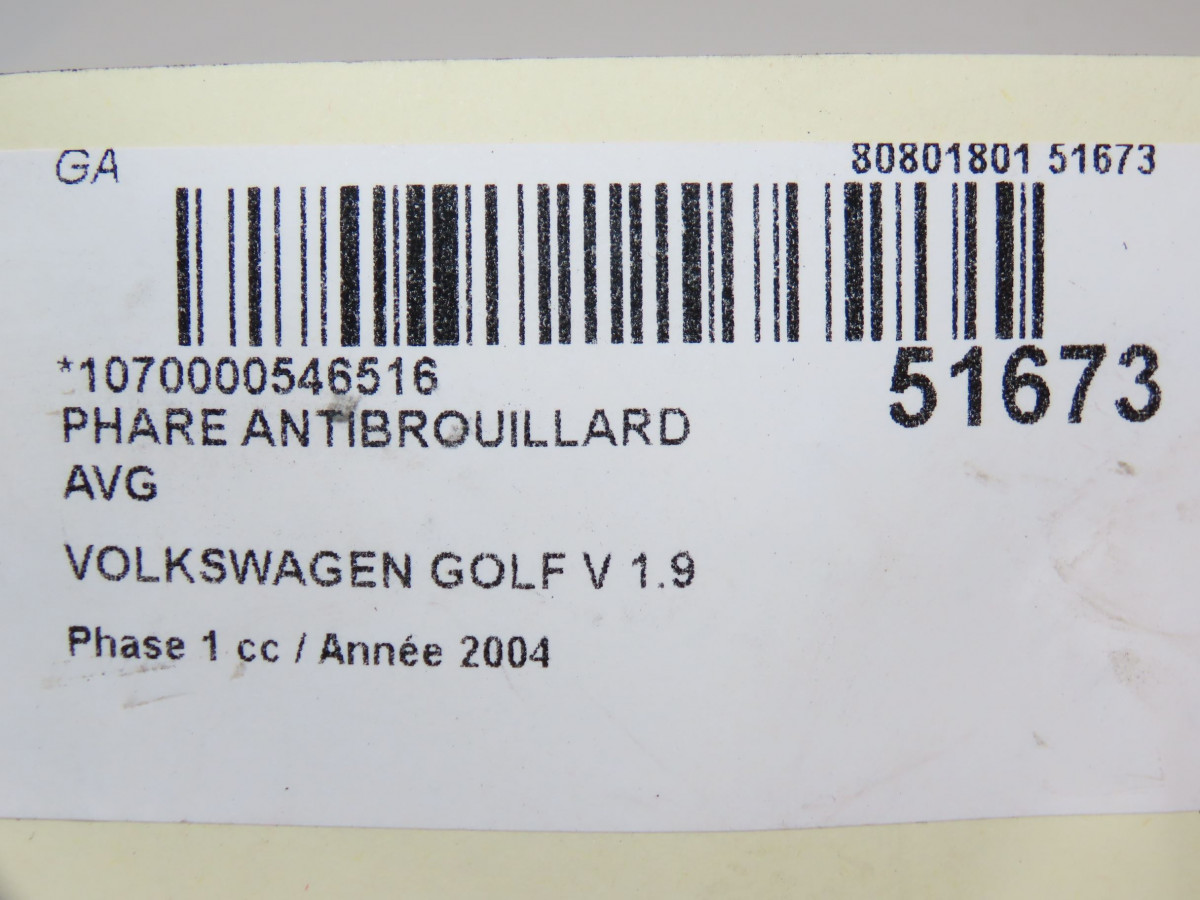 GA 80801801 51673
*1070000546516
51673
PHARE ANTIBROUILLARD
AVG
VOLKSWAGEN GOLF V 1.9
Phase 1 cc / Année 2004